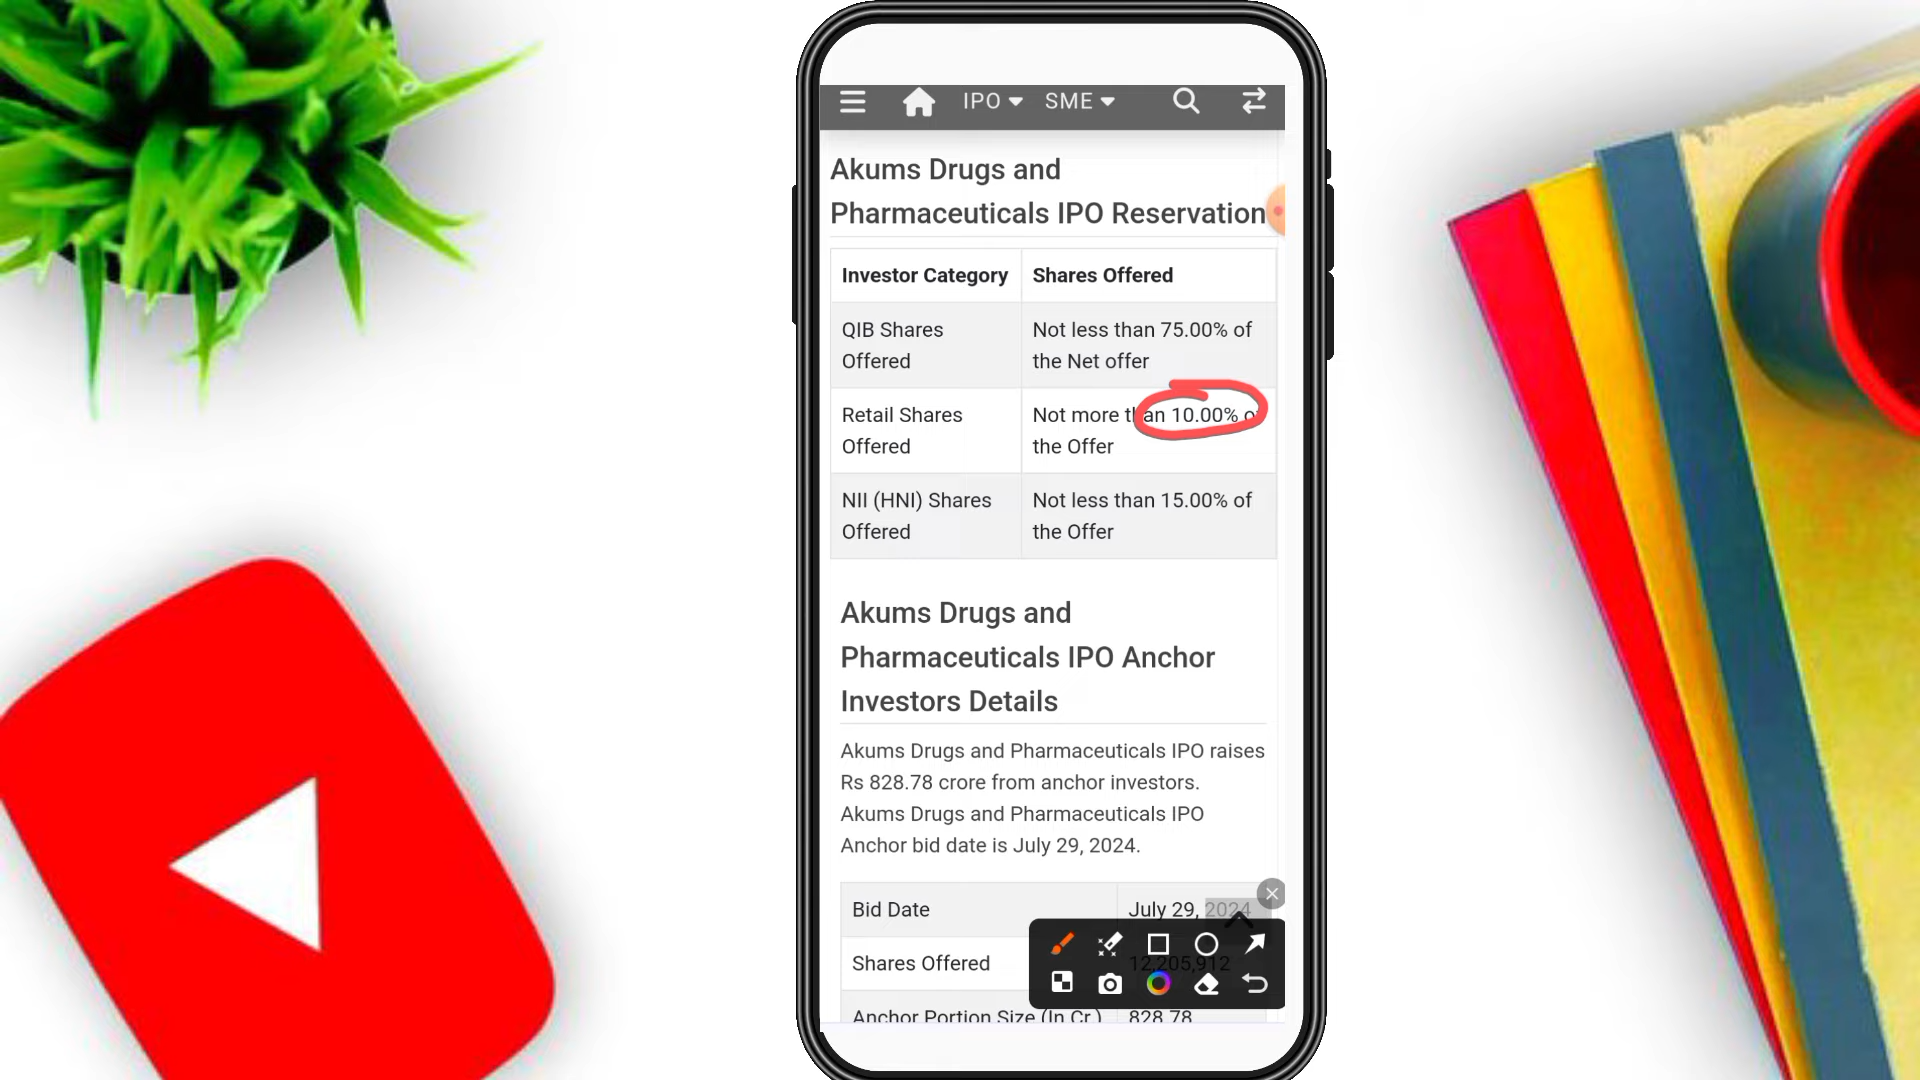 IPO SME
Akums Drugs and
Pharmaceuticals IPO Reservation
Investor Category Shares Offered
QIB Shares Not less than 75.00% of
Offered the Net offer
Retail Shares Not more than 10.00% of
Offered the Offer
NII (HNI) Shares Not less than 15.00% of
Offered the Offer
Akums Drugs and
Pharmaceuticals IPO Anchor
Investors Details
Akums Drugs and Pharmaceuticals IPO raises
Rs 828.78 crore from anchor investors.
Akums Drugs and Pharmaceuticals IPO
Anchor bid date is July 29, 2024.
Bid Date July 29, 2024
Shares Offered 12,205,912
Anchor Portion Size (In Cr.) 828.78